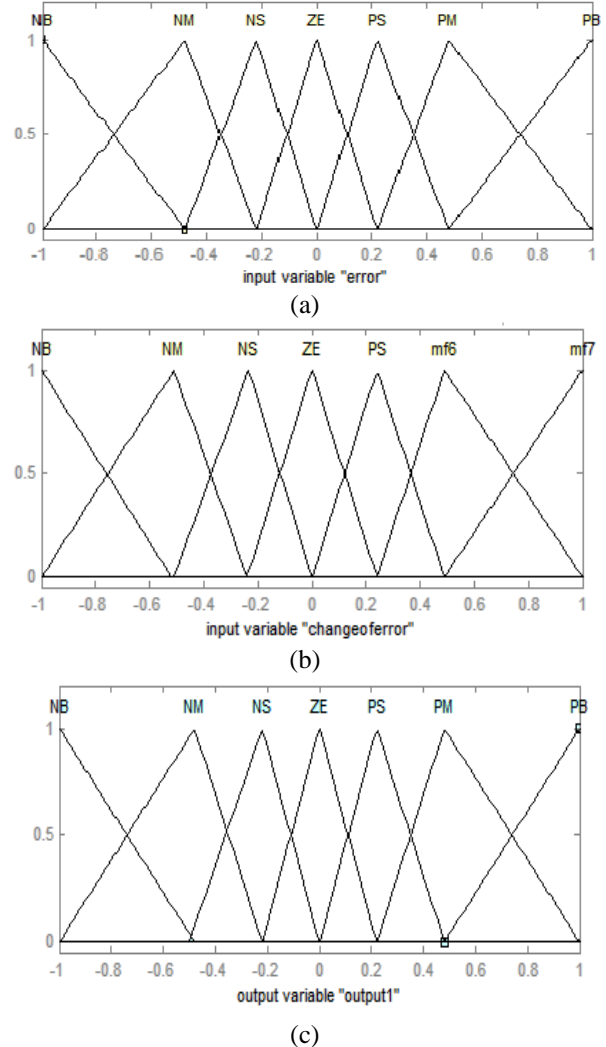 NB NM NS ZE PS PM PB
1
0.5
0
-1 -0.8 -0.6 -0.4 -0.2 0 0.2 0.4 0.6 0.8 1
input variable "error"
(a)
NB NM NS ZE PS mf6 mf7
1
0.5
0
-1 -0.8 -0.6 -0.4 -0.2 0 0.2 0.4 0.6 0.8 1
input variable "changeoferror"
(b)
NB NM NS ZE PS PM PB
1
0.5
0
-1 -0.8 -0.6 -0.4 -0.2 0 0.2 0.4 0.6 0.8 1
output variable "output1"
(c)